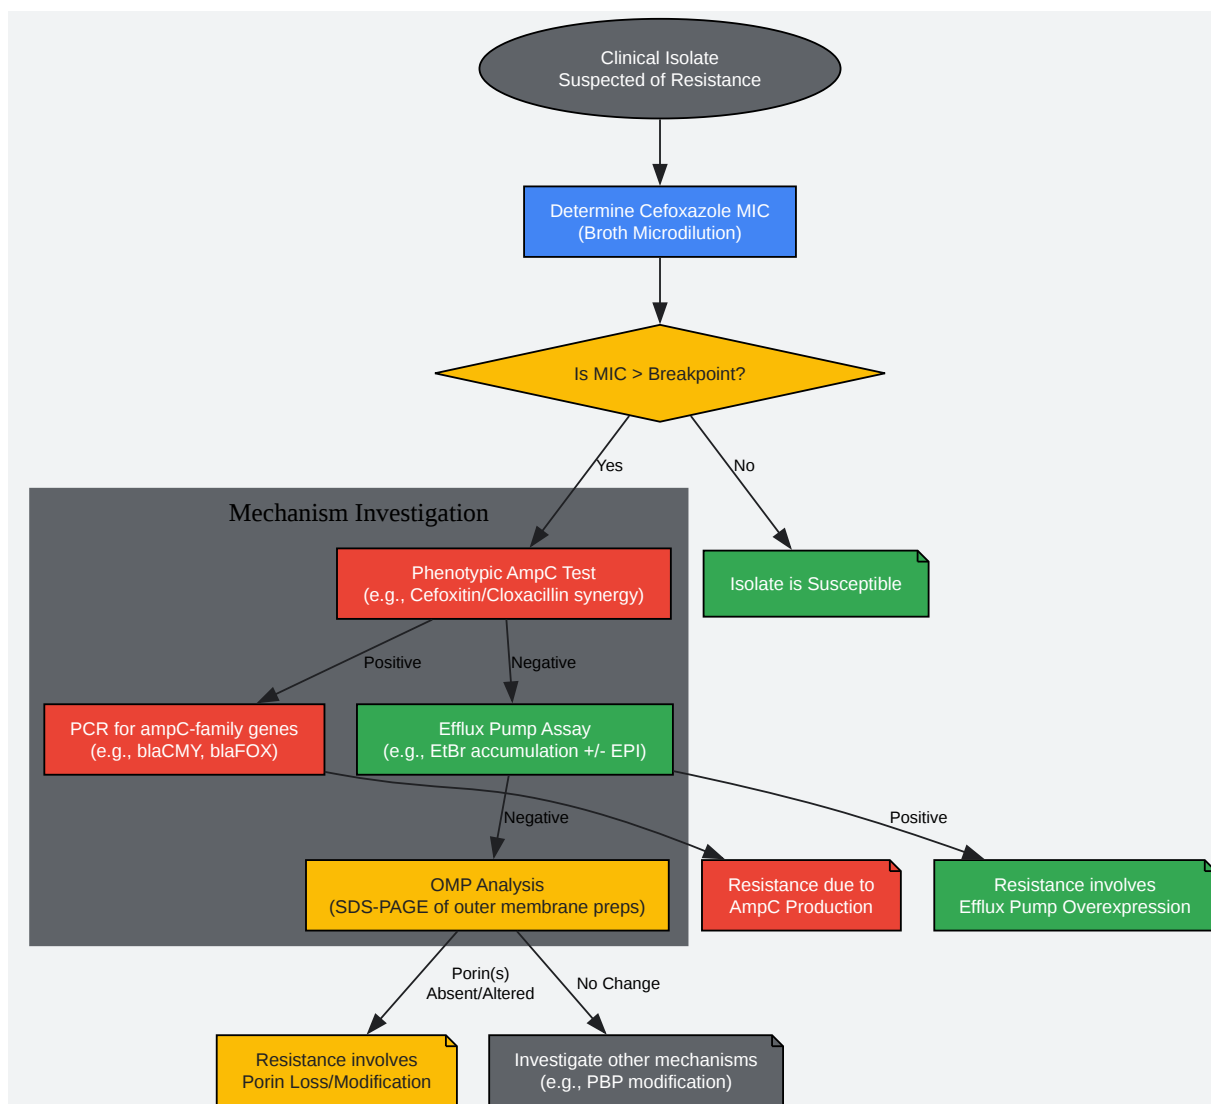 Clinical Isolate
Suspected of Resistance
Determine Cefoxazole MIC
(Broth Microdilution)
Is MIC > Breakpoint?
Yes
No
Mechanism Investigation
Phenotypic AmpC Test
(e.g., Cefoxitin/Cloxacillin synergy)
Isolate is Susceptible
Positive
Negative
PCR for ampC-family genes
(e.g., blaCMY, blaFOX)
Efflux Pump Assay
(e.g., EtBr accumulation +/- EPI)
Negative
Positive
OMP Analysis
(SDS-PAGE of outer membrane preps)
Resistance due to
AmpC Production
Resistance involves
Efflux Pump Overexpression
Porin(s)
Absent/Altered
No Change
Resistance involves
Porin Loss/Modification
Investigate other mechanisms
(e.g., PBP modification)